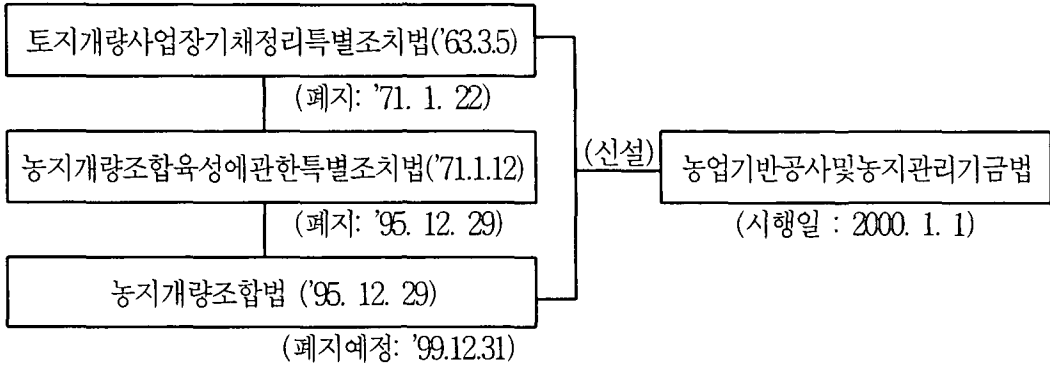 토지개량사업장기채정리특별조치법('63.3.5)
(폐지: '71. 1. 22)
농지개량조합육성에관한특별조치법('71.1.12)
(폐지: '95. 12. 29)
농지개량조합법 ('95. 12. 29)
(폐지예정: '99.12.31)
(신설)
농업기반공사및농지관리기금법
(시행일 : 2000. 1. 1)